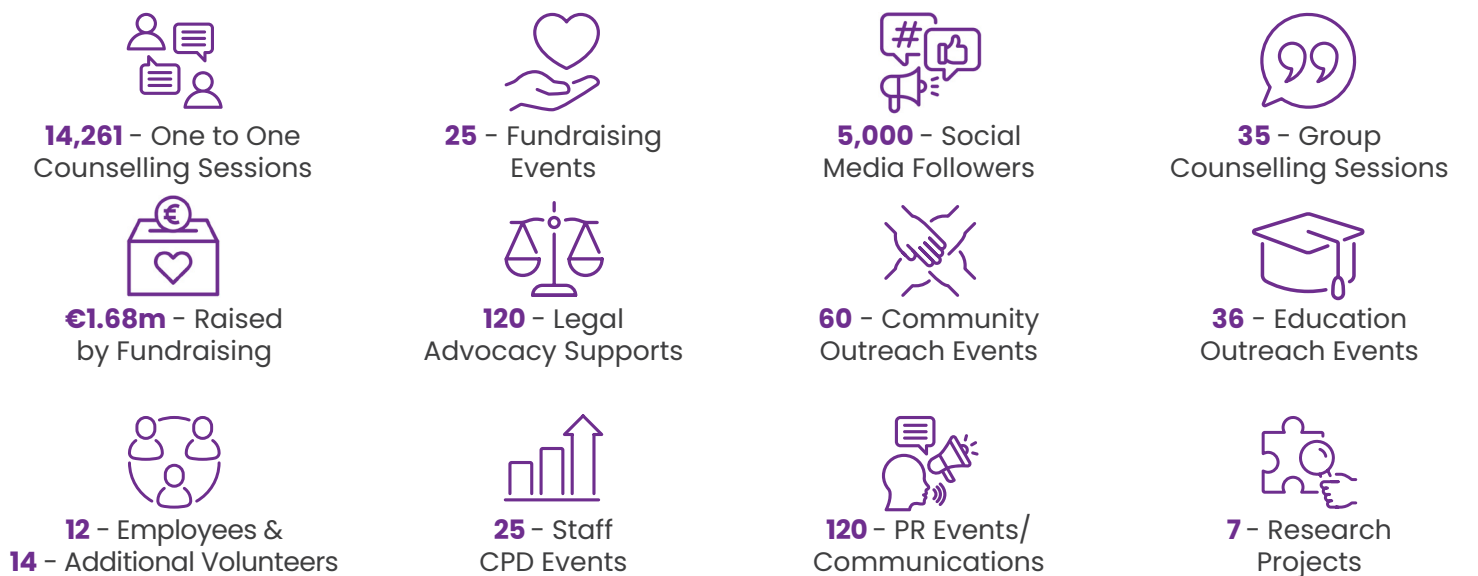 #
14,261 - One to One
Counselling Sessions
25 - Fundraising
Events
5,000 - Social
Media Followers
35 - Group
Counselling Sessions
€
€1.68m - Raised
by Fundraising
120 - Legal
Advocacy Supports
60 - Community
Outreach Events
36 - Education
Outreach Events
12 - Employees &
14 - Additional Volunteers
25 - Staff
CPD Events
120 - PR Events/
Communications
7 - Research
Projects